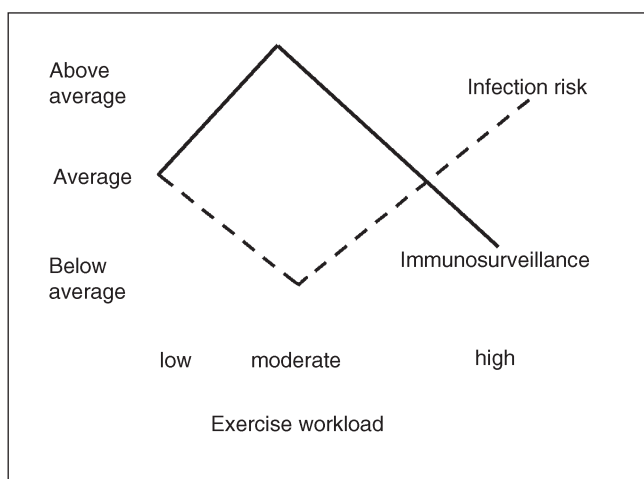 Above
average
Infection risk
Average
Below
average
Immunosurveillance
low moderate high
Exercise workload